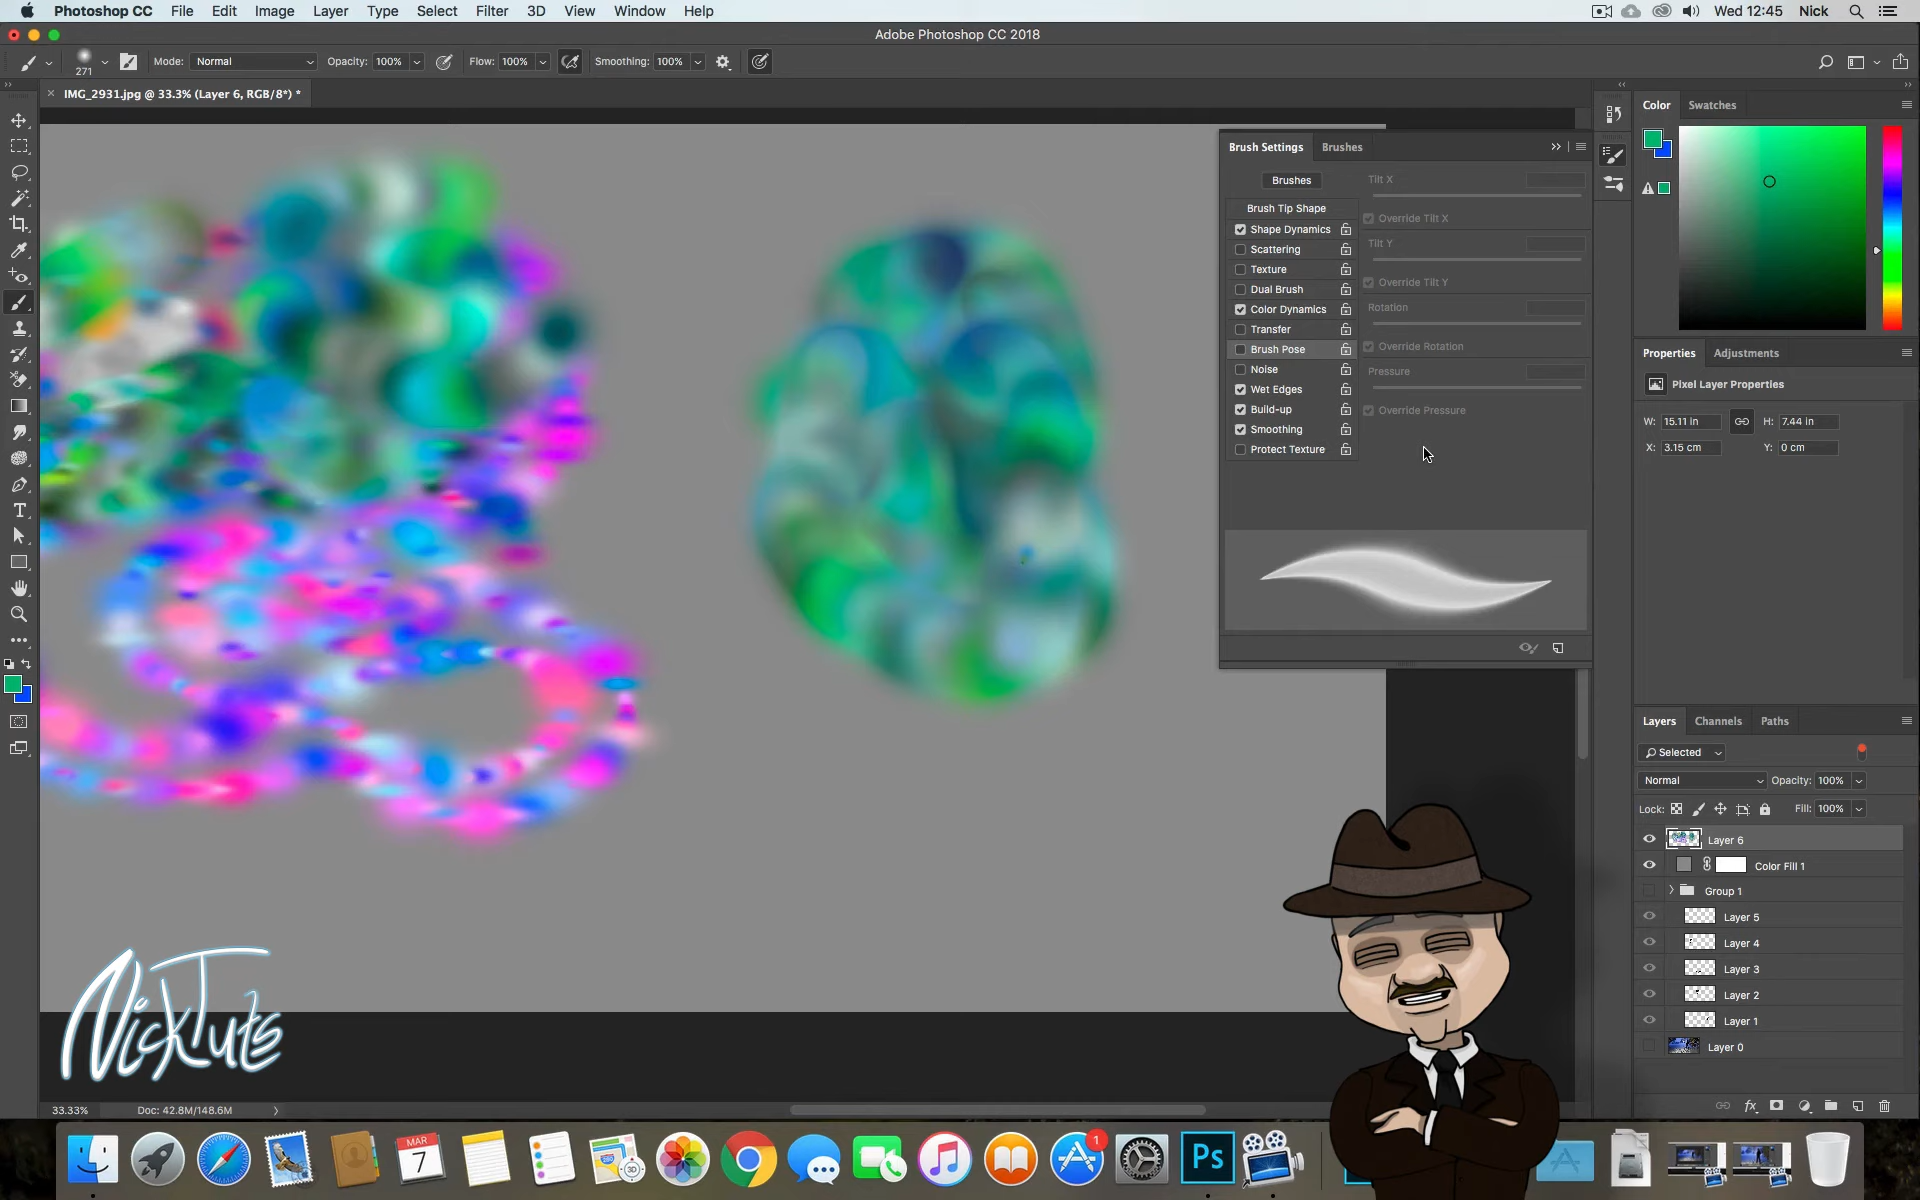 Photoshop CC File Edit Image Layer Type Select Filter 3D View Window Help Wed 12:45 Nick
Adobe Photoshop CC 2018
271 Mode: Normal Opacity: 100% Flow: 100% Smoothing: 100%
IMG_2931.jpg @ 33.3% (Layer 6, RGB/8*) *
Color Swatches
Brush Settings Brushes
Brushes
Brush Tip Shape
Shape Dynamics
Scattering
Texture
Dual Brush
Color Dynamics
Transfer
Brush Pose
Noise
Wet Edges
Build-up
Smoothing
Protect Texture
Tilt X
Override Tilt X
Tilt Y
Override Tilt Y
Rotation
Override Rotation
Pressure
Override Pressure
Properties Adjustments
Pixel Layer Properties
W: 15.11 in H: 7.44 in
X: 3.15 cm Y: 0 cm
Layers Channels Paths
Selected
Normal Opacity: 100%
Lock: Fill: 100%
Layer 6
Color Fill 1
Group 1
Layer 5
Layer 4
Layer 3
Layer 2
Layer 1
Layer 0
fx
NickTuts
33.33% Doc: 42.8M/148.6M
MAR
7
3D
1
Ps